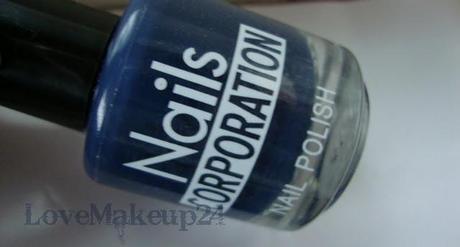 Nails
CORPORATION
NAIL POLISH
LoveMakeup24